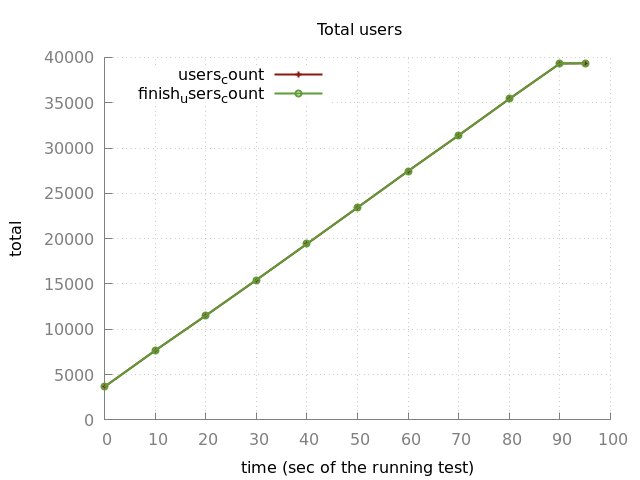 Total users
users_count
finish_users_count
40000
35000
30000
25000
20000
15000
10000
5000
0
total
0 10 20 30 40 50 60 70 80 90 100
time (sec of the running test)